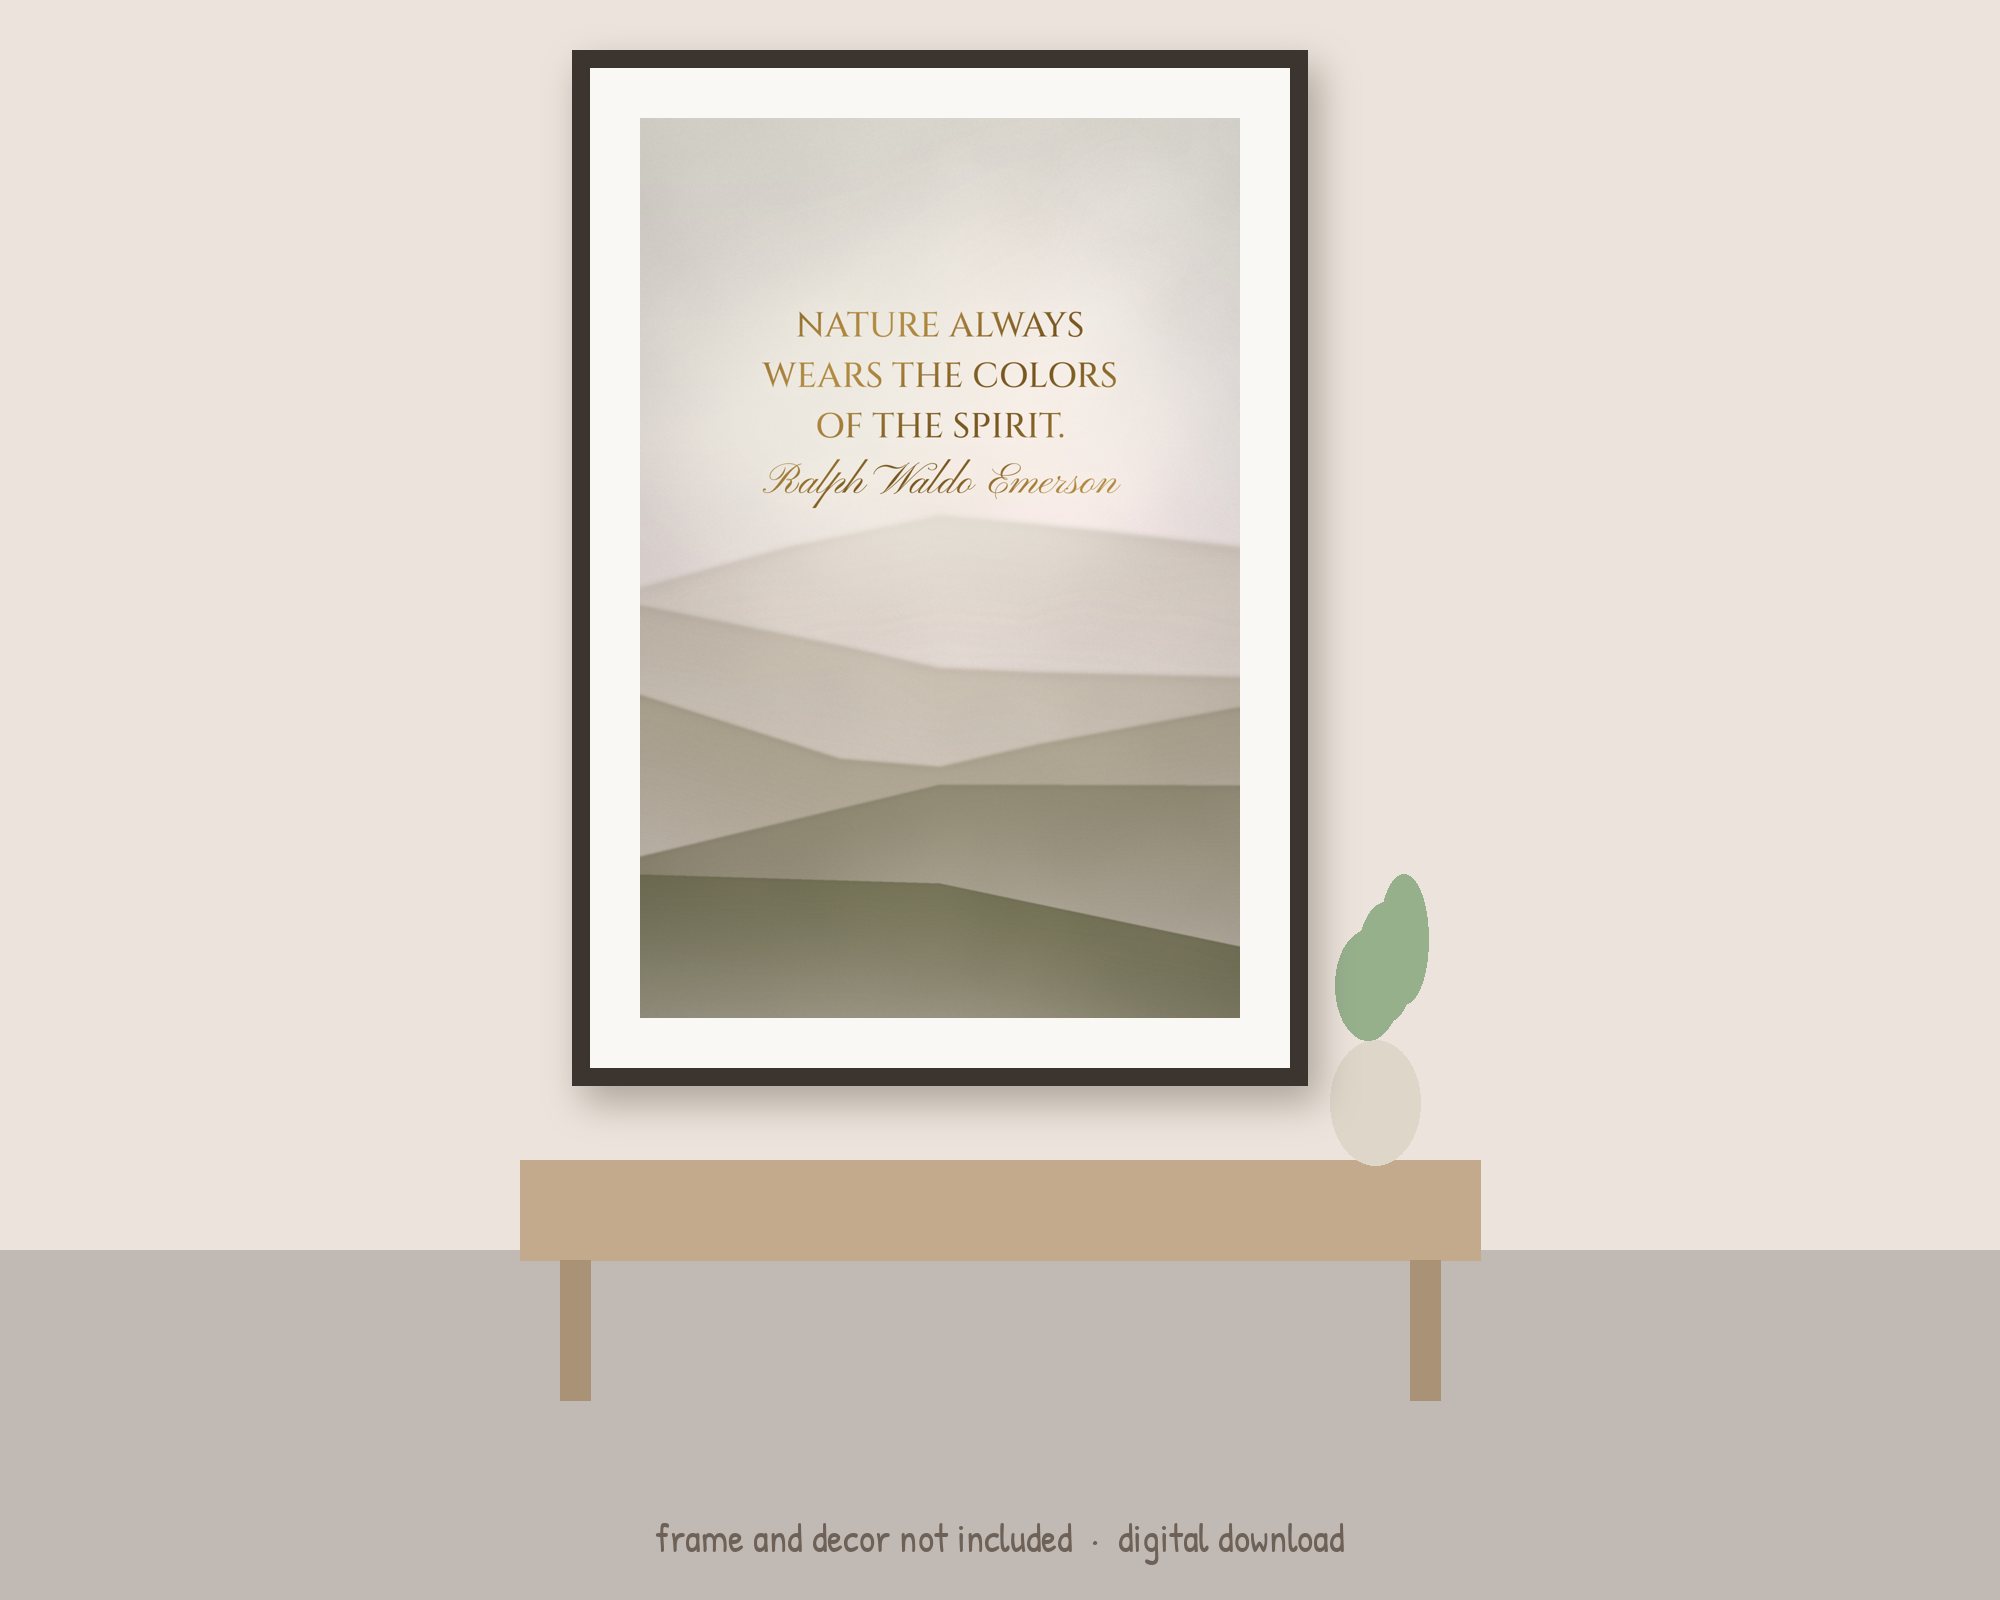 NATURE ALWAYS
WEARS THE COLORS
OF THE SPIRIT.
Ralph Waldo Emerson
frame and decor not included · digital download